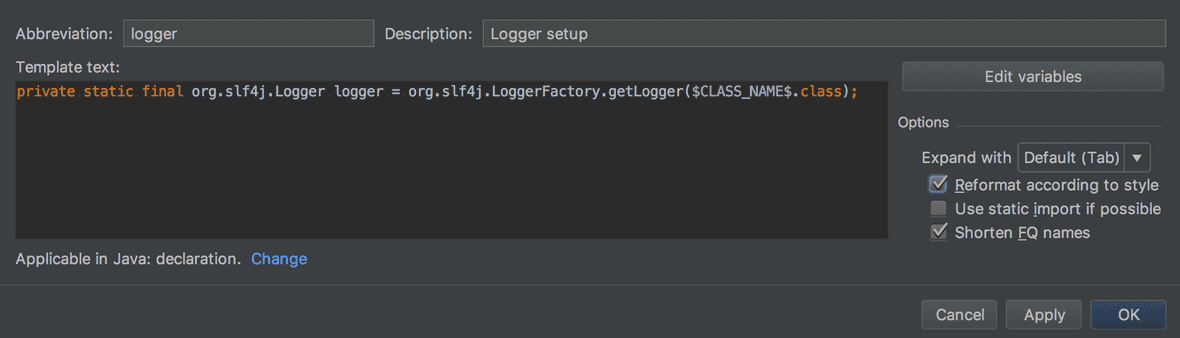 Abbreviation: logger Description: Logger setup
Template text:
private static final org.slf4j.Logger logger = org.slf4j.LoggerFactory.getLogger($CLASS_NAME$.class);
Edit variables
Options
Expand with Default (Tab)
Reformat according to style
Use static import if possible
Shorten FQ names
Applicable in Java: declaration. Change
Cancel Apply OK